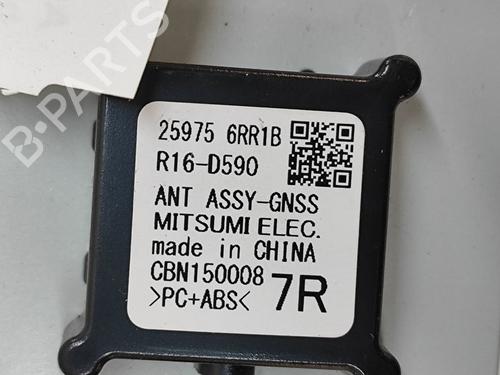 B-PARTS
25975 6RR1B
R16-D590
ANT ASSY-GNSS
MITSUMI ELEC.
made in CHINA
CBN150008 7R
>PC+ABS<